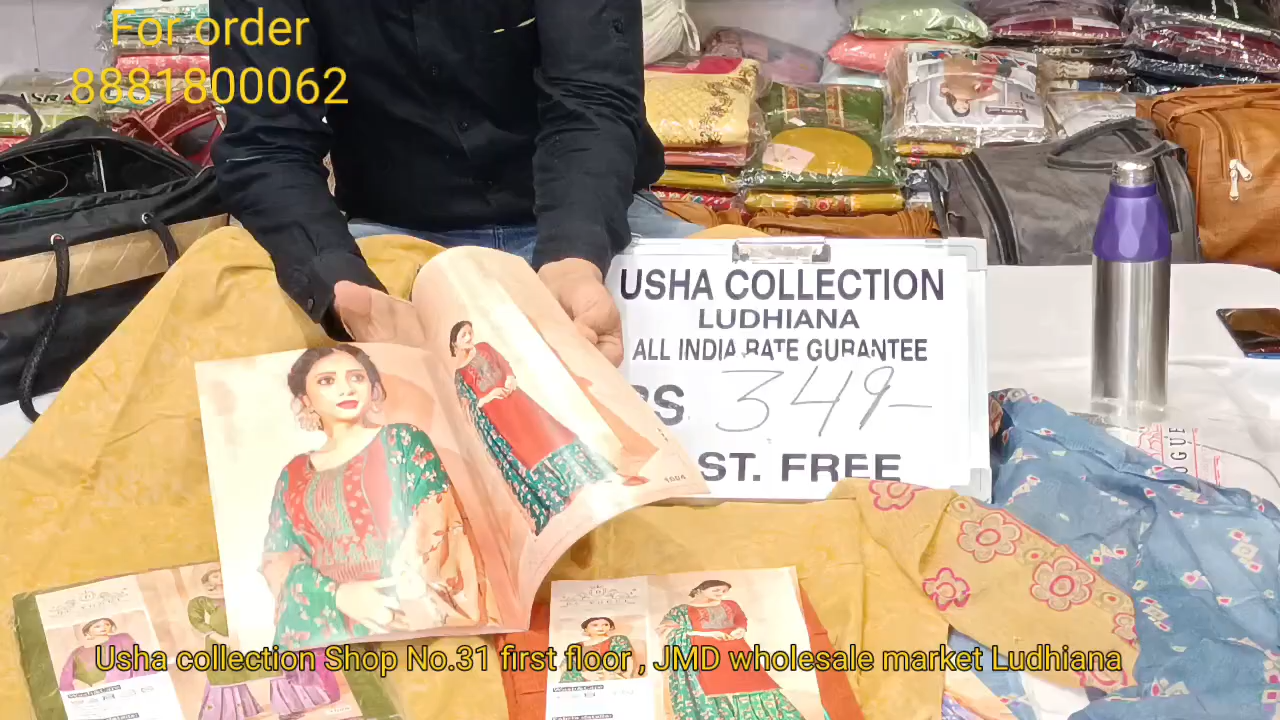 For order
8881800062
USHA COLLECTION
LUDHIANA
ALL INDIA RATE GURANTEE
RS 349-
ST. FREE
1604
Usha collection Shop No.31 first floor , JMD wholesale market Ludhiana